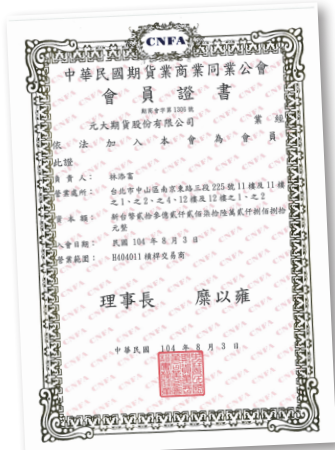 CNFA
中華民國期貨業商業同業公會
會員證書
期商會字第1306號
元大期貨股份有限公司 業經
依法加入本會為會員
此證
負責人： 林添富
營業處所： 台北市中山區南京東路三段225號11樓及11樓
之1、之2、之4、12樓及12樓之1、之2
資本額： 新台幣貳拾參億貳仟貳佰柒拾陸萬貳仟捌佰捌拾
元整
入會日期： 民國104年8月3日
營業範圍： H404011槓桿交易商
理事長 糜以雍
中華民國 104 年 8 月 3 日